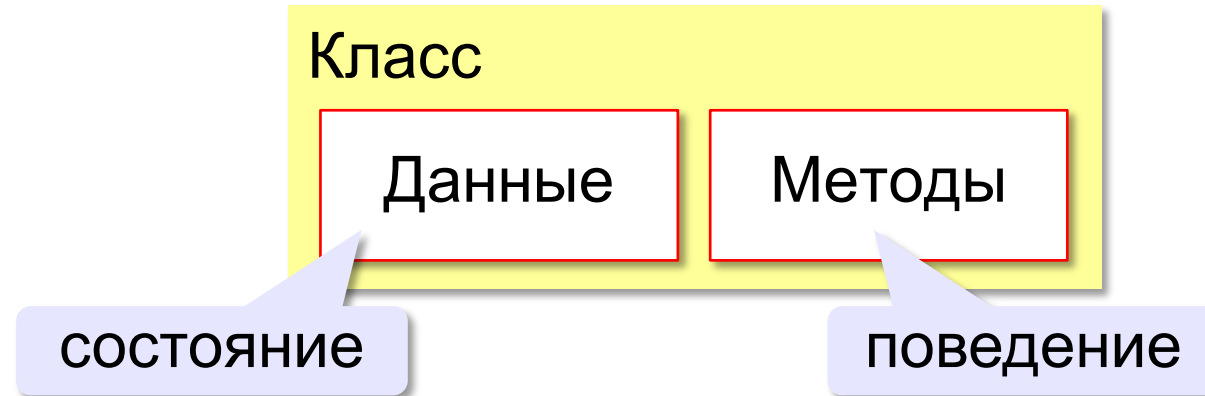 Класс
Данные
Методы
состояние
поведение